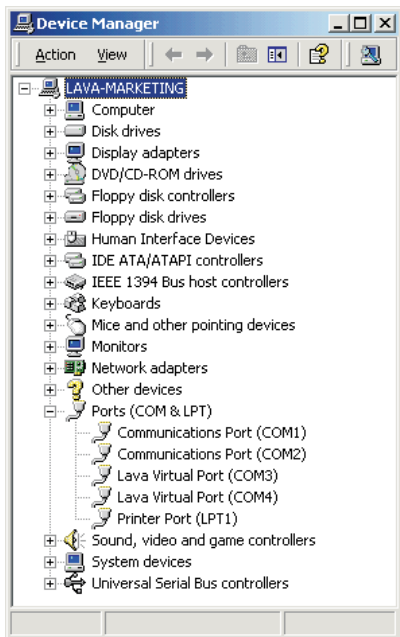 Device Manager
Action View
LAVA-MARKETING
Computer
Disk drives
Display adapters
DVD/CD-ROM drives
Floppy disk controllers
Floppy disk drives
Human Interface Devices
IDE ATA/ATAPI controllers
IEEE 1394 Bus host controllers
Keyboards
Mice and other pointing devices
Monitors
Network adapters
Other devices
Ports (COM & LPT)
Communications Port (COM1)
Communications Port (COM2)
Lava Virtual Port (COM3)
Lava Virtual Port (COM4)
Printer Port (LPT1)
Sound, video and game controllers
System devices
Universal Serial Bus controllers